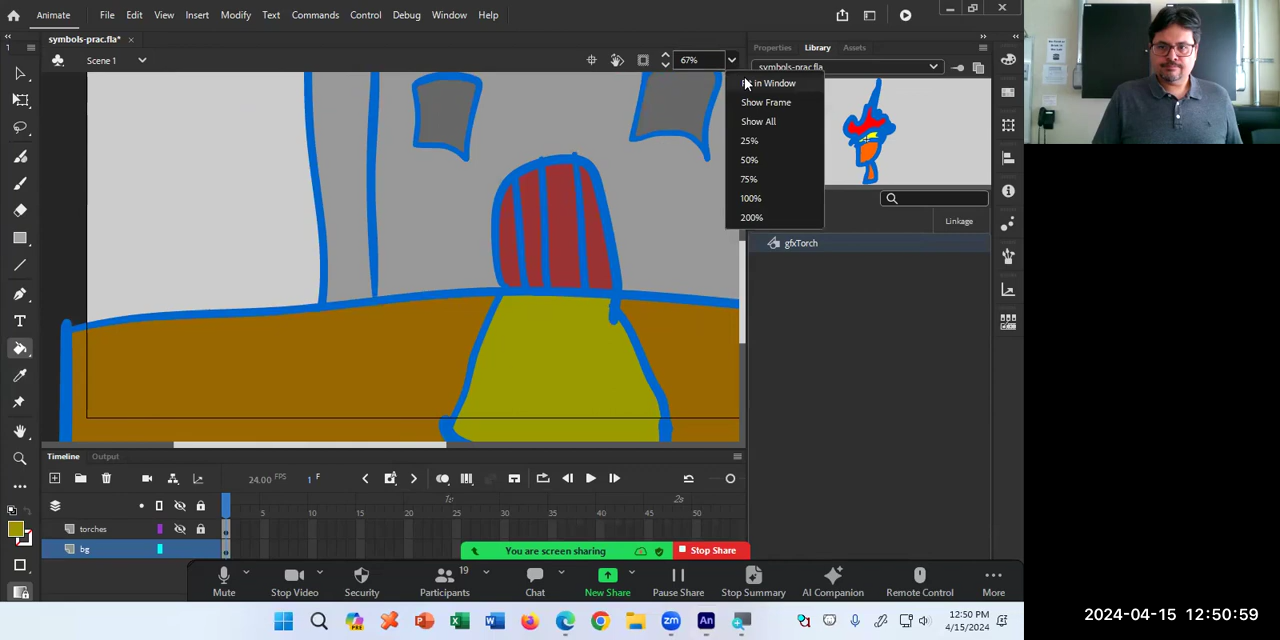 Animate
File Edit View Insert Modify Text Commands Control Debug Window Help
symbols-prac.fla*
Scene 1
67%
Properties Library Assets
symbols-prac.fla
in Window
Show Frame
Show All
25%
50%
75%
100%
200%
Linkage
gfxTorch
Timeline Output
24.00 FPS 1 F
1s 2s
5 10 15 20 25 30 35 40 45 50
torches
bg
You are screen sharing Stop Share
19
Mute Stop Video Security Participants Chat New Share Pause Share Stop Summary AI Companion Remote Control More
12:50 PM
4/15/2024
2024-04-15 12:50:59